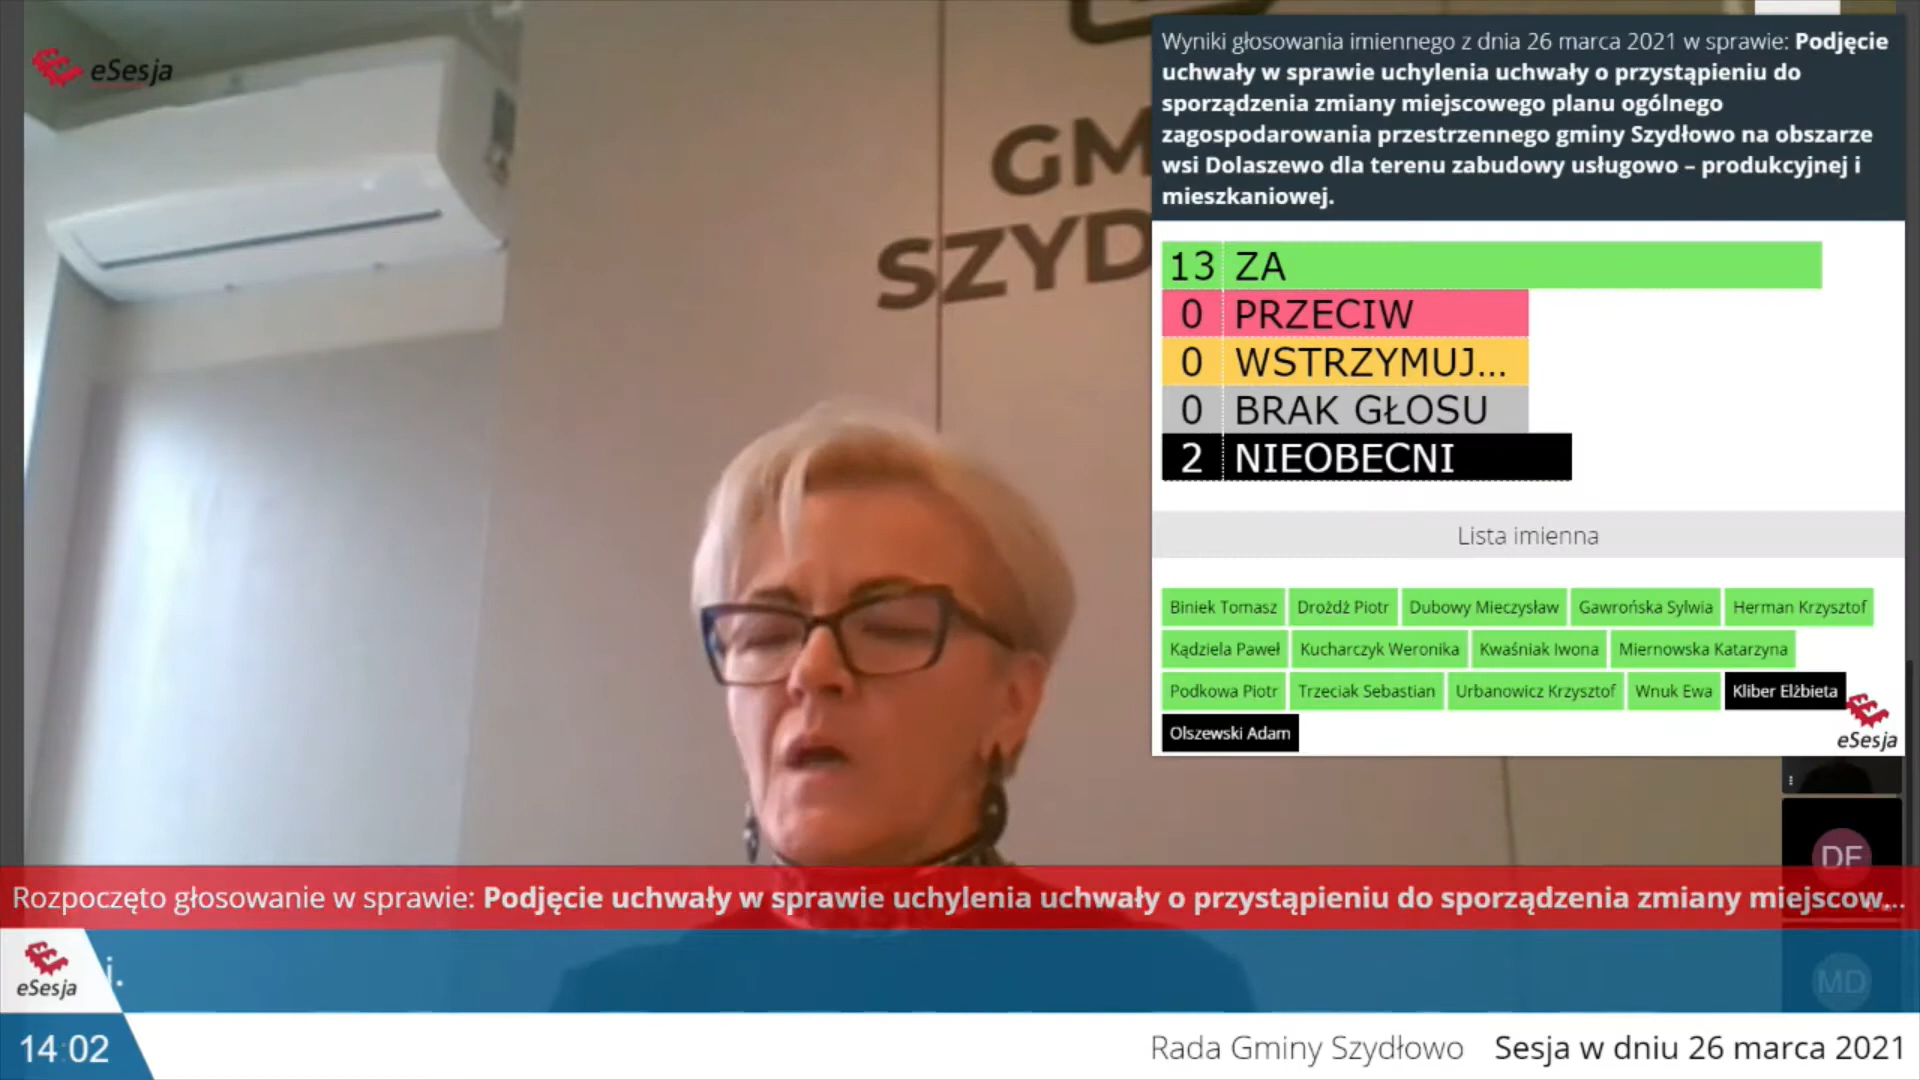 eSesja
GM
SZYD
Wyniki głosowania imiennego z dnia 26 marca 2021 w sprawie: Podjęcie
uchwały w sprawie uchylenia uchwały o przystąpieniu do
sporządzenia zmiany miejscowego planu ogólnego
zagospodarowania przestrzennego gminy Szydłowo na obszarze
wsi Dolaszewo dla terenu zabudowy usługowo – produkcyjnej i
mieszkaniowej.
13 ZA
0 PRZECIW
0 WSTRZYMUJ...
0 BRAK GŁOSU
2 NIEOBECNI
Lista imienna
Biniek Tomasz Drożdż Piotr Dubowy Mieczysław Gawrońska Sylwia Herman Krzysztof
Kądziela Paweł Kucharczyk Weronika Kwaśniak Iwona Miernowska Katarzyna
Podkowa Piotr Trzeciak Sebastian Urbanowicz Krzysztof Wnuk Ewa Kliber Elżbieta
Olszewski Adam
eSesja
DF
Rozpoczęto głosowanie w sprawie: Podjęcie uchwały w sprawie uchylenia uchwały o przystąpieniu do sporządzenia zmiany miejscow...
eSesja
j.
MD
14:02
Rada Gminy Szydłowo Sesja w dniu 26 marca 2021